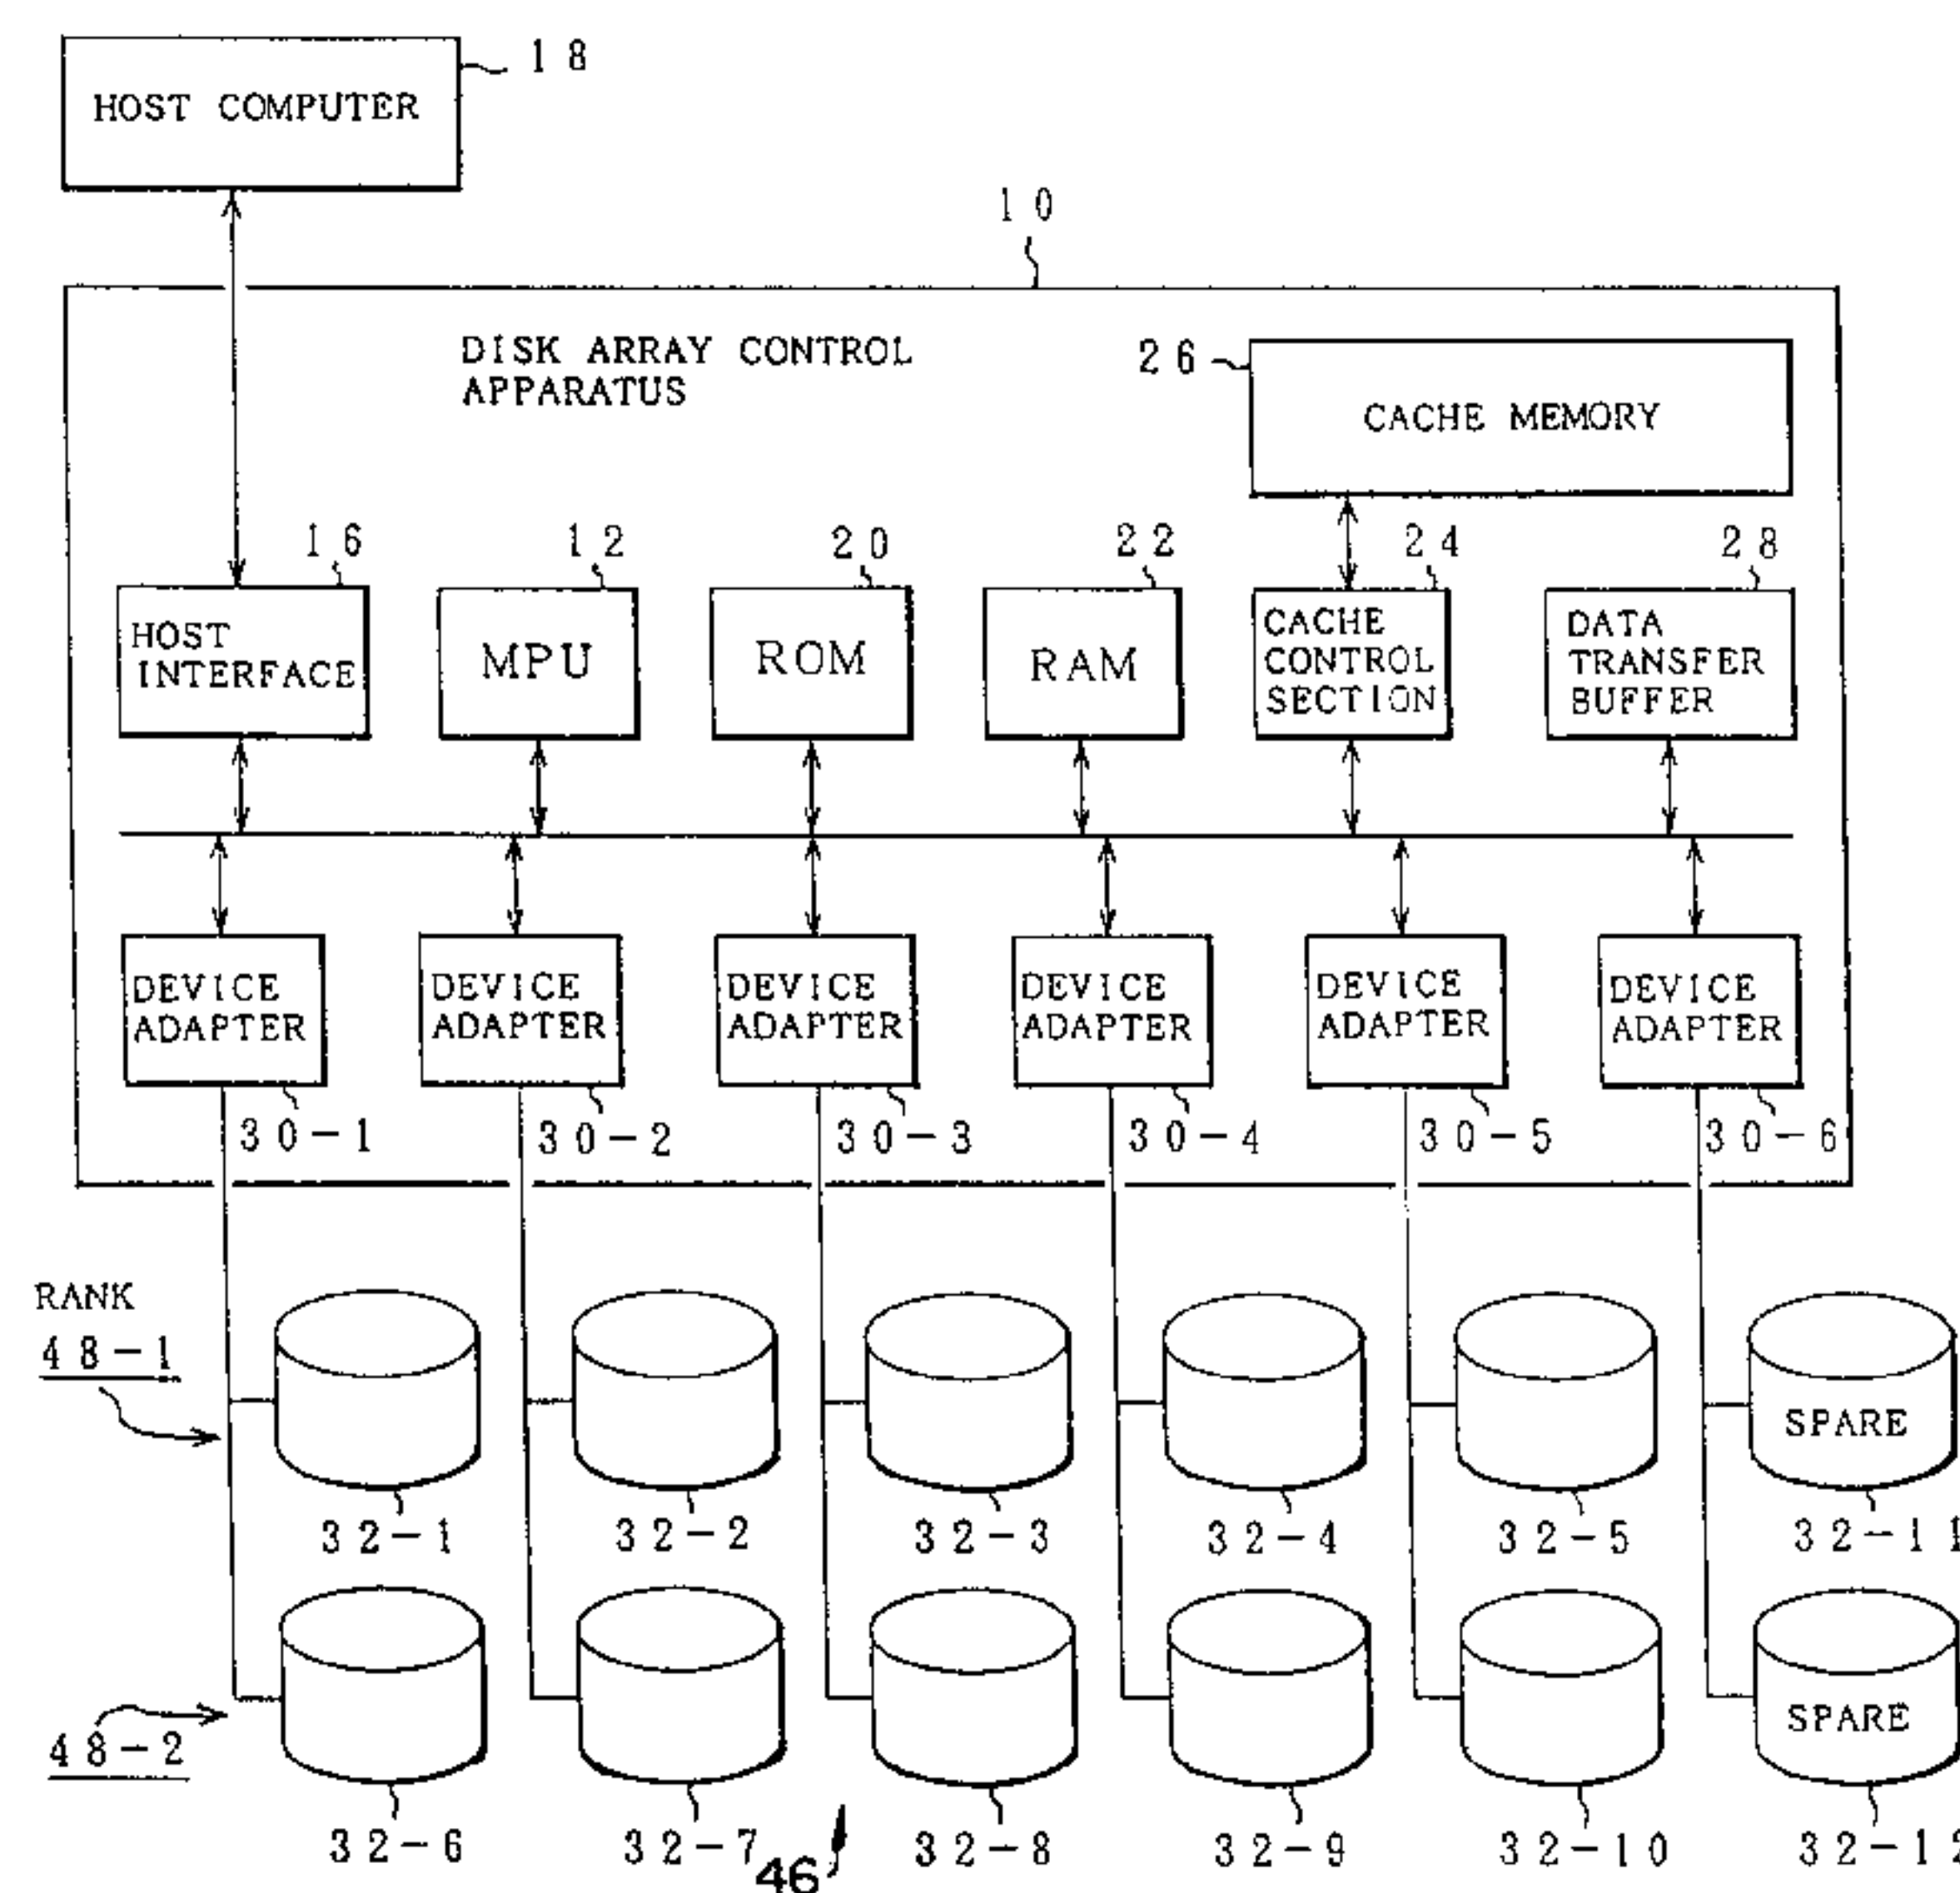 HOST COMPUTER
18
10
DISK ARRAY CONTROL
APPARATUS
26
CACHE MEMORY
16
12
20
22
24
28
HOST
INTERFACE
MPU
ROM
RAM
CACHE
CONTROL
SECTION
DATA
TRANSFER
BUFFER
DEVICE
ADAPTER
DEVICE
ADAPTER
DEVICE
ADAPTER
DEVICE
ADAPTER
DEVICE
ADAPTER
DEVICE
ADAPTER
30-1
30-2
30-3
30-4
30-5
30-6
RANK
48-1
SPARE
32-1
32-2
32-3
32-4
32-5
32-11
48-2
SPARE
32-6
32-7
46
32-8
32-9
32-10
32-12